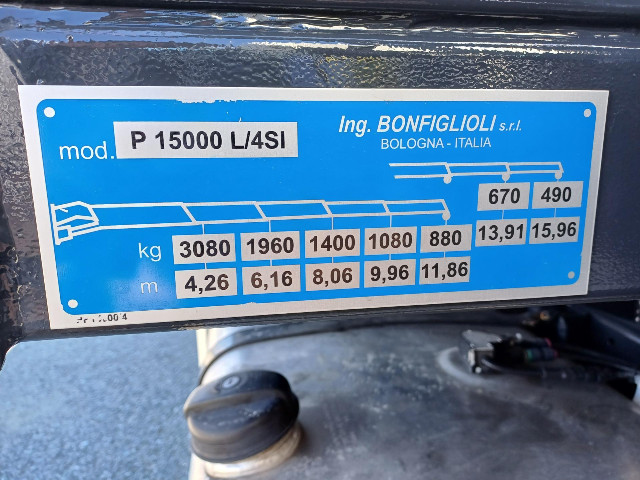 mod. P 15000 L/4SI
Ing. BONFIGLIOLI s.r.l.
BOLOGNA - ITALIA
670 490
13,91 15,96
kg 3080 1960 1400 1080 880
m 4,26 6,16 8,06 9,96 11,86